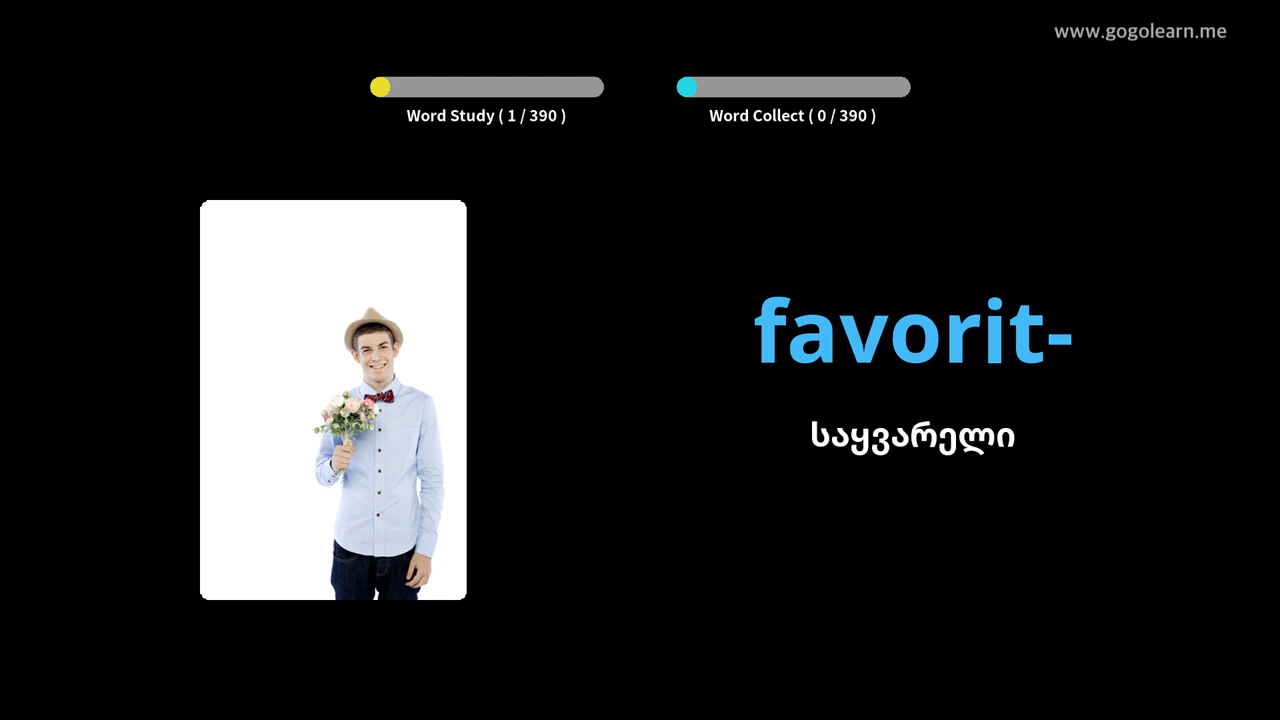 www.gogolearn.me
Word Study ( 1 / 390 )
Word Collect ( 0 / 390 )
favorit-
საყვარელი